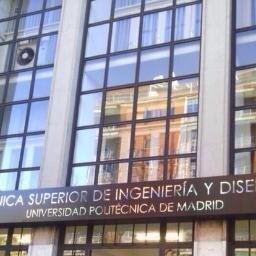 NICA SUPERIOR DE INGENIERÍA Y DISE
UNIVERSIDAD POLITÉCNICA DE MADRID